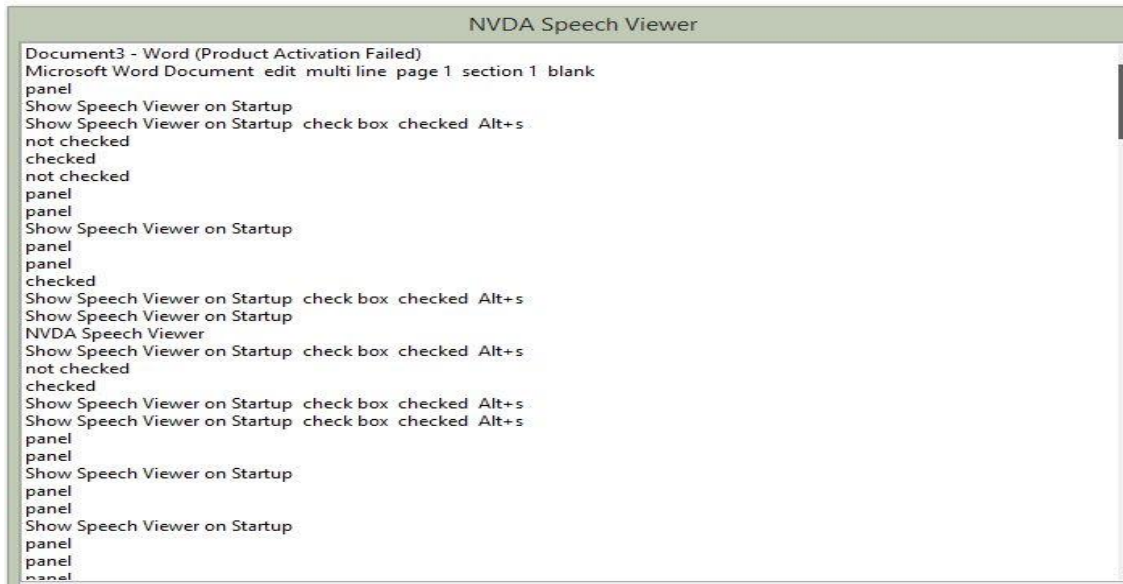 NVDA Speech Viewer
Document3 - Word (Product Activation Failed)
Microsoft Word Document  edit  multi line  page 1  section 1  blank
panel
Show Speech Viewer on Startup
Show Speech Viewer on Startup  check box  checked  Alt+s
not checked
checked
not checked
panel
panel
Show Speech Viewer on Startup
panel
panel
checked
Show Speech Viewer on Startup  check box  checked  Alt+s
Show Speech Viewer on Startup
NVDA Speech Viewer
Show Speech Viewer on Startup  check box  checked  Alt+s
not checked
checked
Show Speech Viewer on Startup  check box  checked  Alt+s
Show Speech Viewer on Startup  check box  checked  Alt+s
panel
panel
Show Speech Viewer on Startup
panel
panel
Show Speech Viewer on Startup
panel
panel
panel